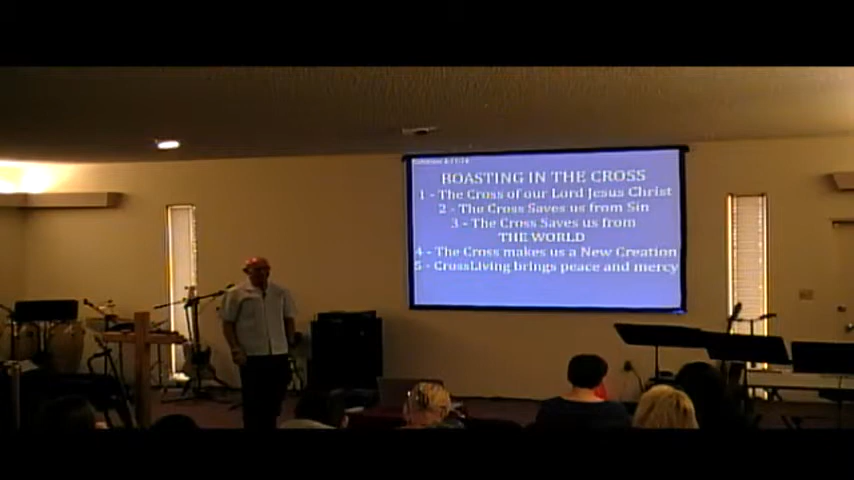 BOASTING IN THE CROSS
1 - The Cross of our Lord Jesus Christ
2 - The Cross Saves us from Sin
3 - The Cross Saves us from
THE WORLD
4 - The Cross makes us a New Creation
5 - CrossLiving brings peace and mercy